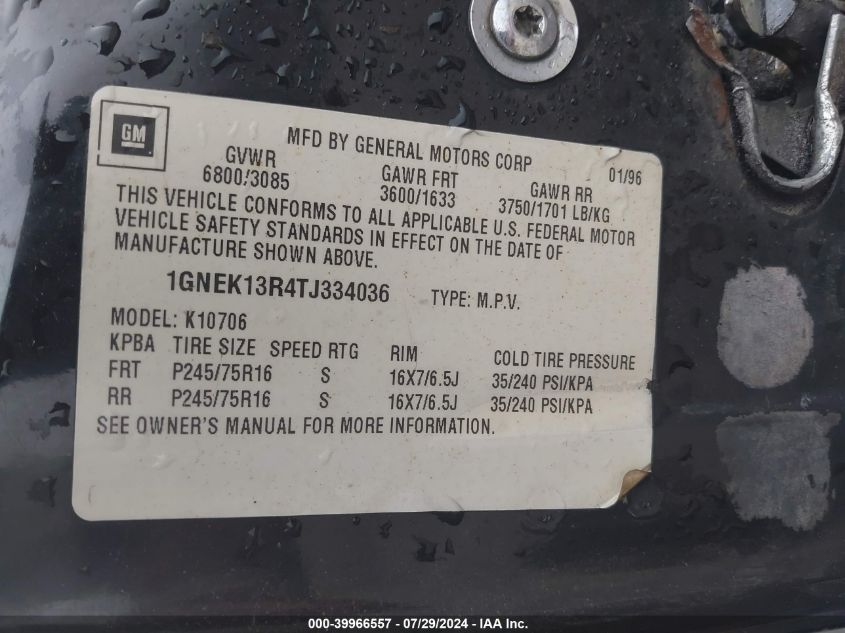 GM
MFD BY GENERAL MOTORS CORP 01/96
GVWR GAWR FRT GAWR RR
6800/3085 3600/1633 3750/1701 LB/KG
THIS VEHICLE CONFORMS TO ALL APPLICABLE U.S. FEDERAL MOTOR
VEHICLE SAFETY STANDARDS IN EFFECT ON THE DATE OF
MANUFACTURE SHOWN ABOVE.
1GNEK13R4TJ334036 TYPE: M.P.V.
MODEL: K10706
KPBA TIRE SIZE SPEED RTG RIM COLD TIRE PRESSURE
FRT P245/75R16 S 16X7/6.5J 35/240 PSI/KPA
RR P245/75R16 S 16X7/6.5J 35/240 PSI/KPA
SEE OWNER'S MANUAL FOR MORE INFORMATION.
000-39966557 / 07/29/2024 - IAA Inc.